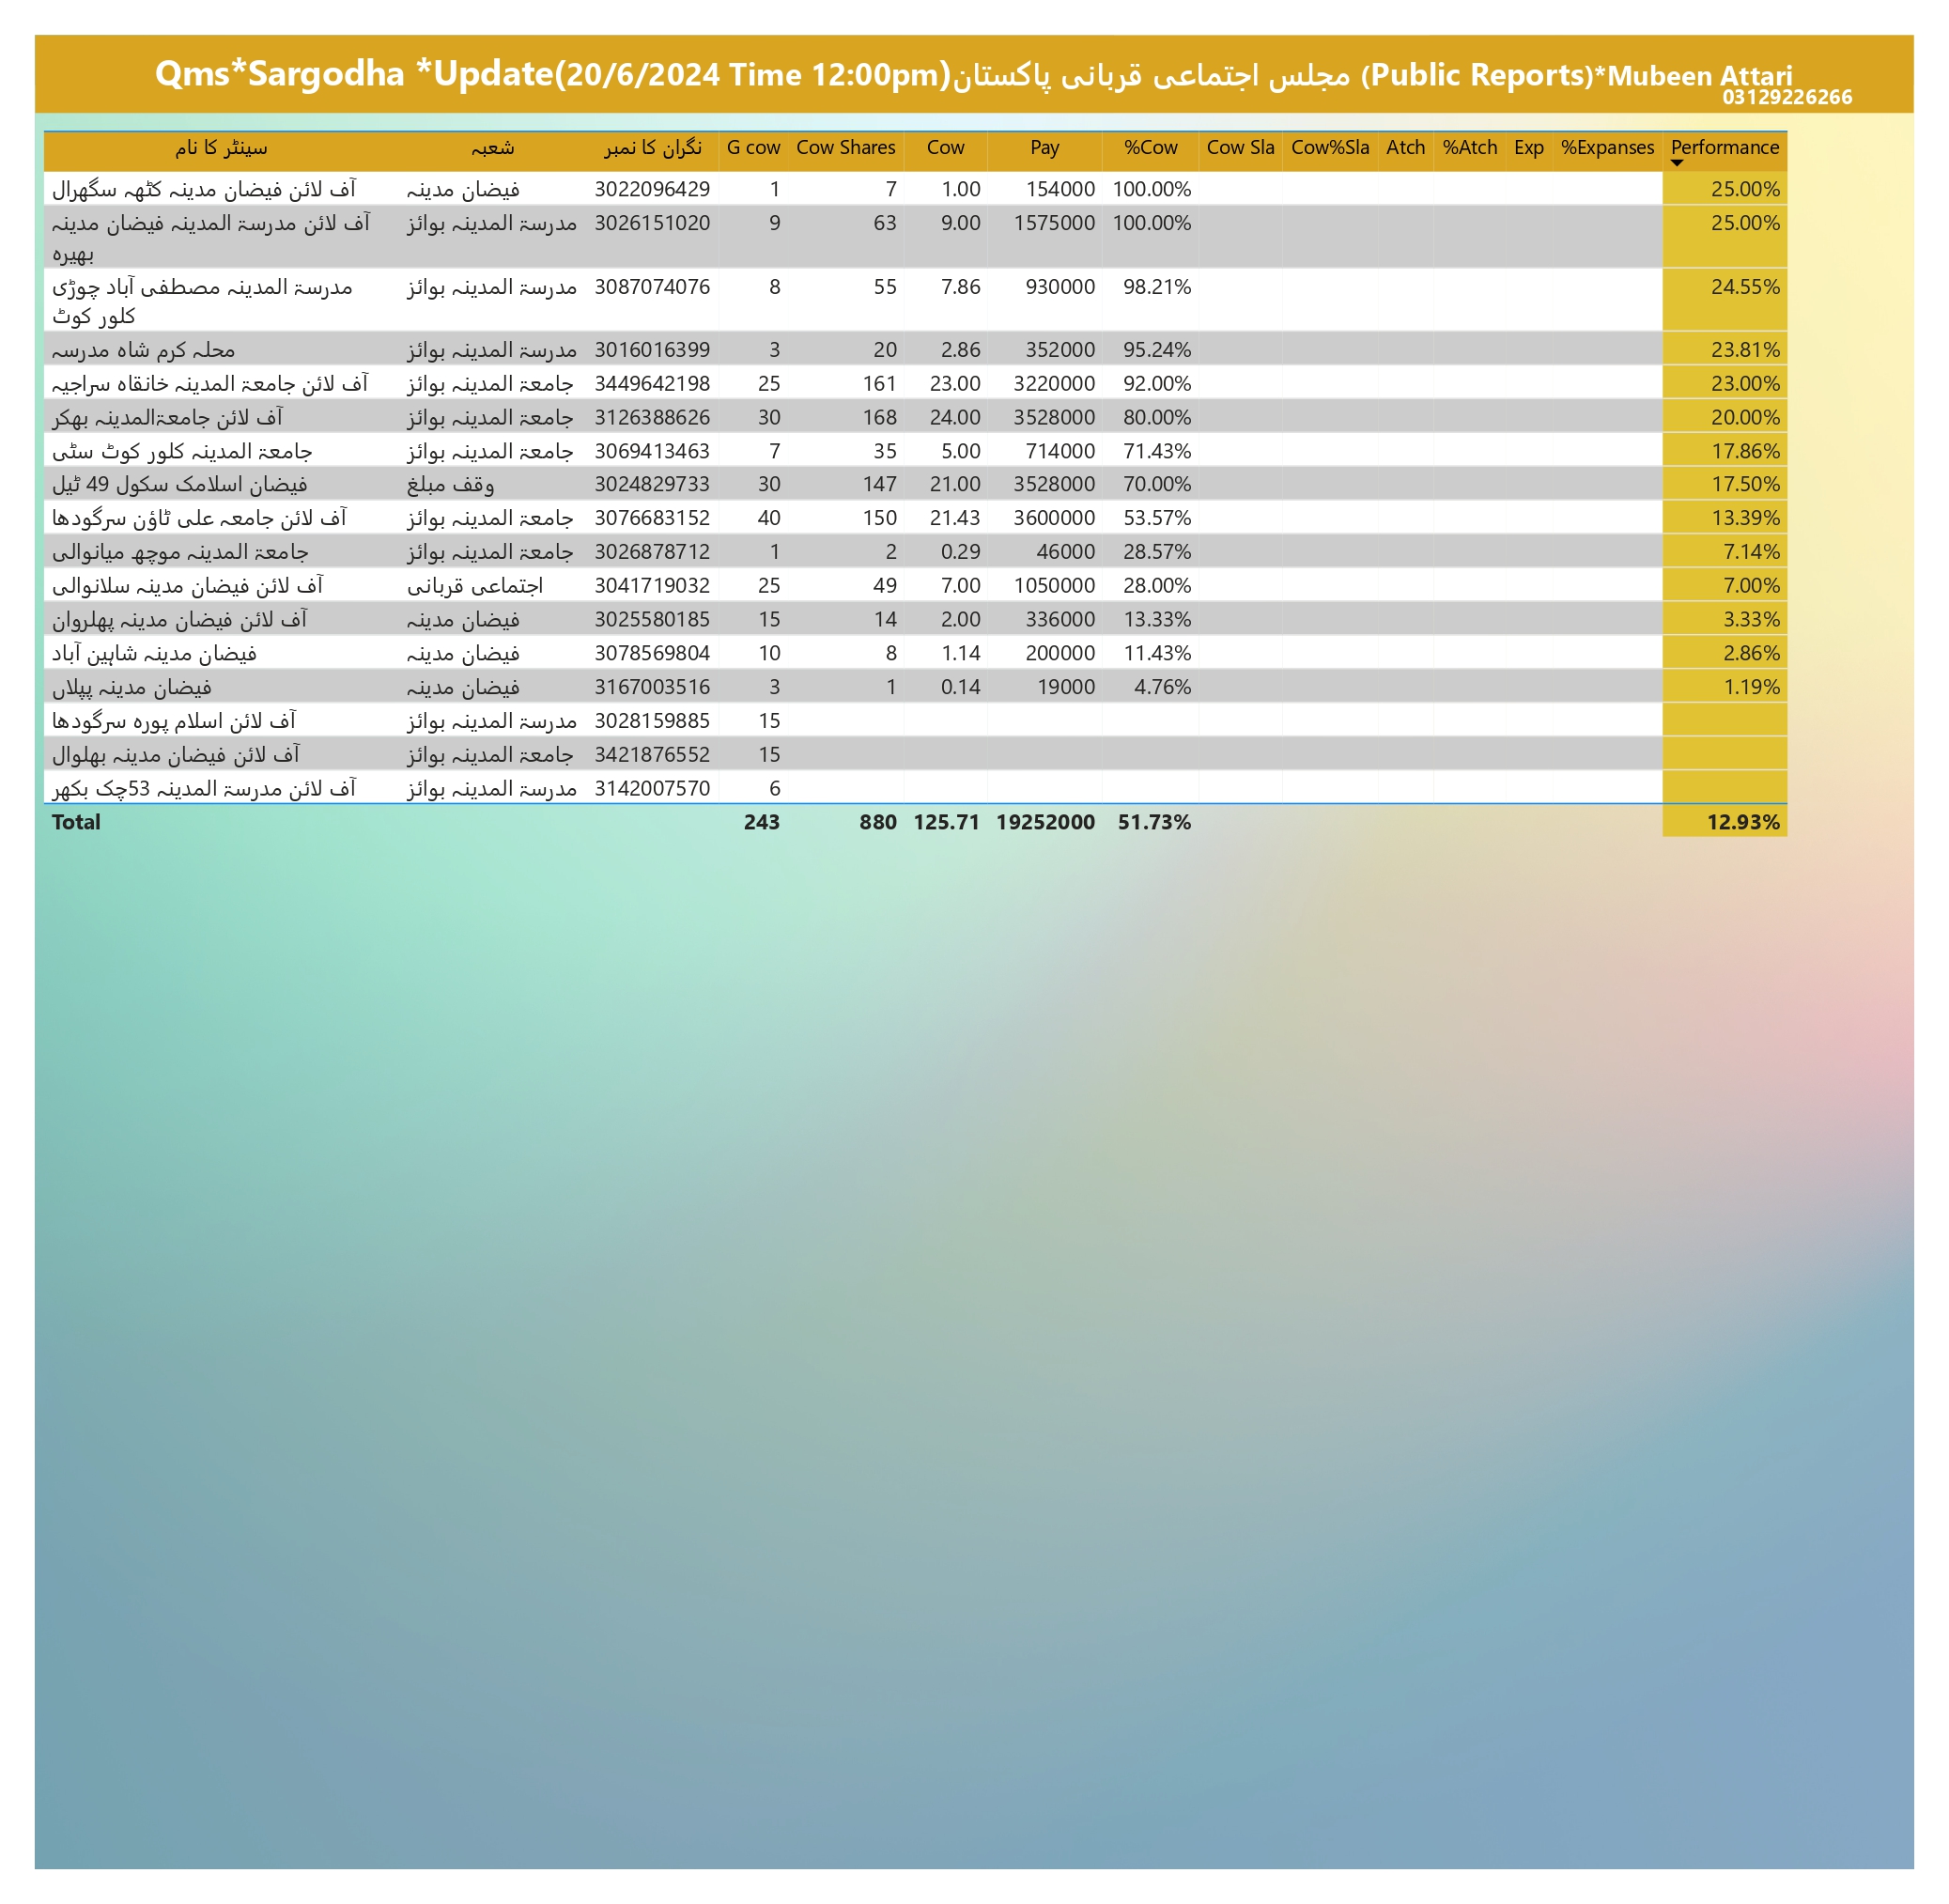 Qms*Sargodha *Update(20/6/2024 Time 12:00pm)مجلس اجتماعی قربانی پاکستان (Public Reports)*Mubeen Attari
03129226266
سینٹر کا نام شعبہ نگران کا نمبر G cow Cow Shares Cow Pay %Cow Cow Sla Cow%Sla Atch %Atch Exp %Expanses Performance
آف لائن فیضان مدینہ کٹھہ سگھرال فیضان مدینہ 3022096429 1 7 1.00 154000 100.00% 25.00%
آف لائن مدرسۃ المدینہ فیضان مدینہ مدرسۃ المدینہ بوائز 3026151020 9 63 9.00 1575000 100.00% 25.00%
بھیرہ
مدرسۃ المدینہ مصطفی آباد چوڑی مدرسۃ المدینہ بوائز 3087074076 8 55 7.86 930000 98.21% 24.55%
کلور کوٹ
محلہ کرم شاہ مدرسہ مدرسۃ المدینہ بوائز 3016016399 3 20 2.86 352000 95.24% 23.81%
آف لائن جامعۃ المدینہ خانقاہ سراجیہ جامعۃ المدینہ بوائز 3449642198 25 161 23.00 3220000 92.00% 23.00%
آف لائن جامعۃالمدینہ بھکر جامعۃ المدینہ بوائز 3126388626 30 168 24.00 3528000 80.00% 20.00%
جامعۃ المدینہ کلور کوٹ سٹی جامعۃ المدینہ بوائز 3069413463 7 35 5.00 714000 71.43% 17.86%
فیضان اسلامک سکول 49 ٹیل وقف مبلغ 3024829733 30 147 21.00 3528000 70.00% 17.50%
آف لائن جامعہ علی ٹاؤن سرگودھا جامعۃ المدینہ بوائز 3076683152 40 150 21.43 3600000 53.57% 13.39%
جامعۃ المدینہ موچھ میانوالی جامعۃ المدینہ بوائز 3026878712 1 2 0.29 46000 28.57% 7.14%
آف لائن فیضان مدینہ سلانوالی اجتماعی قربانی 3041719032 25 49 7.00 1050000 28.00% 7.00%
آف لائن فیضان مدینہ پھلروان فیضان مدینہ 3025580185 15 14 2.00 336000 13.33% 3.33%
فیضان مدینہ شاہین آباد فیضان مدینہ 3078569804 10 8 1.14 200000 11.43% 2.86%
فیضان مدینہ پپلاں فیضان مدینہ 3167003516 3 1 0.14 19000 4.76% 1.19%
آف لائن اسلام پورہ سرگودھا مدرسۃ المدینہ بوائز 3028159885 15
آف لائن فیضان مدینہ بھلوال جامعۃ المدینہ بوائز 3421876552 15
آف لائن مدرسۃ المدینہ 53چک بکھر مدرسۃ المدینہ بوائز 3142007570 6
Total 243 880 125.71 19252000 51.73% 12.93%